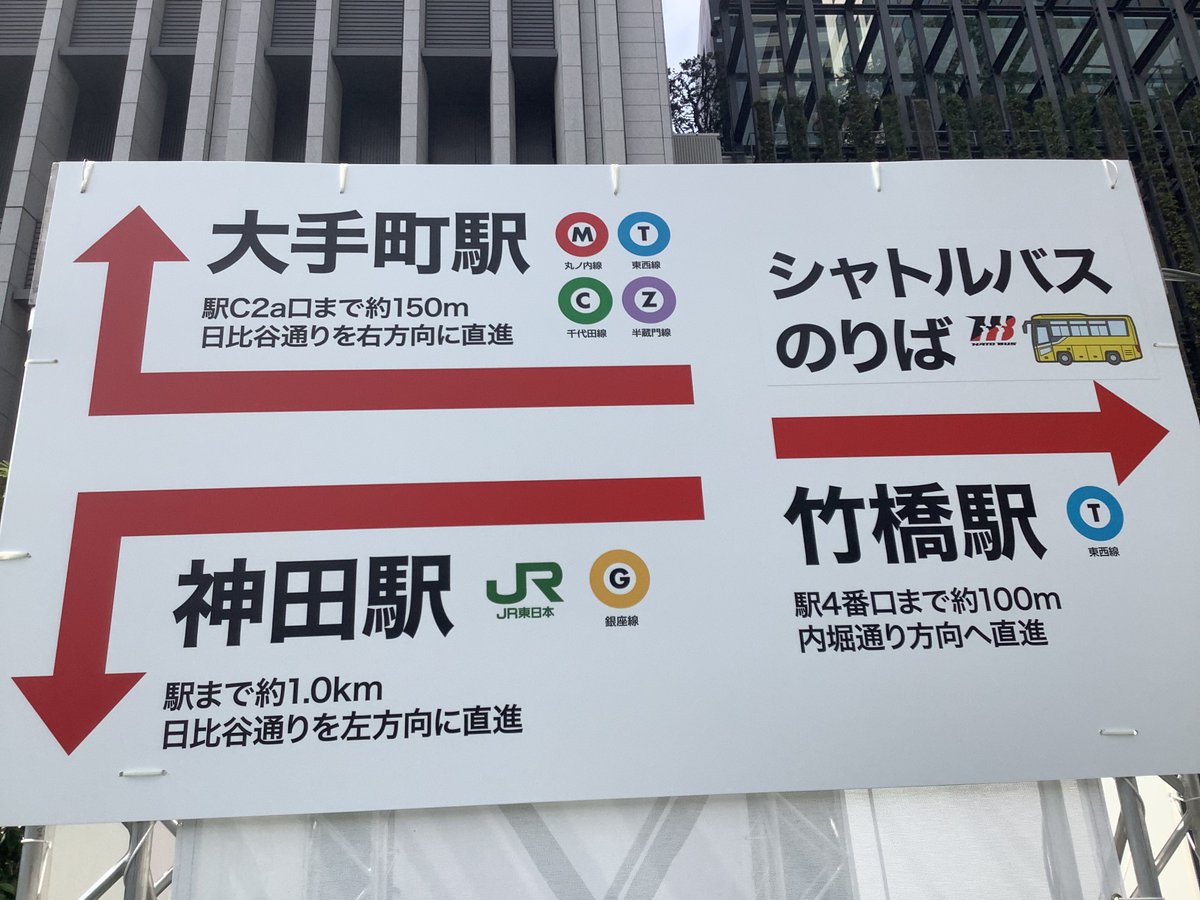 大手町駅
M
T
丸ノ内線
東西線
C
Z
千代田線
半蔵門線
駅C2a口まで約150m
日比谷通りを右方向に直進
シャトルバス
のりば
HATO BUS
竹橋駅
T
東西線
駅4番口まで約100m
内堀通り方向へ直進
神田駅
JR
JR東日本
G
銀座線
駅まで約1.0km
日比谷通りを左方向に直進